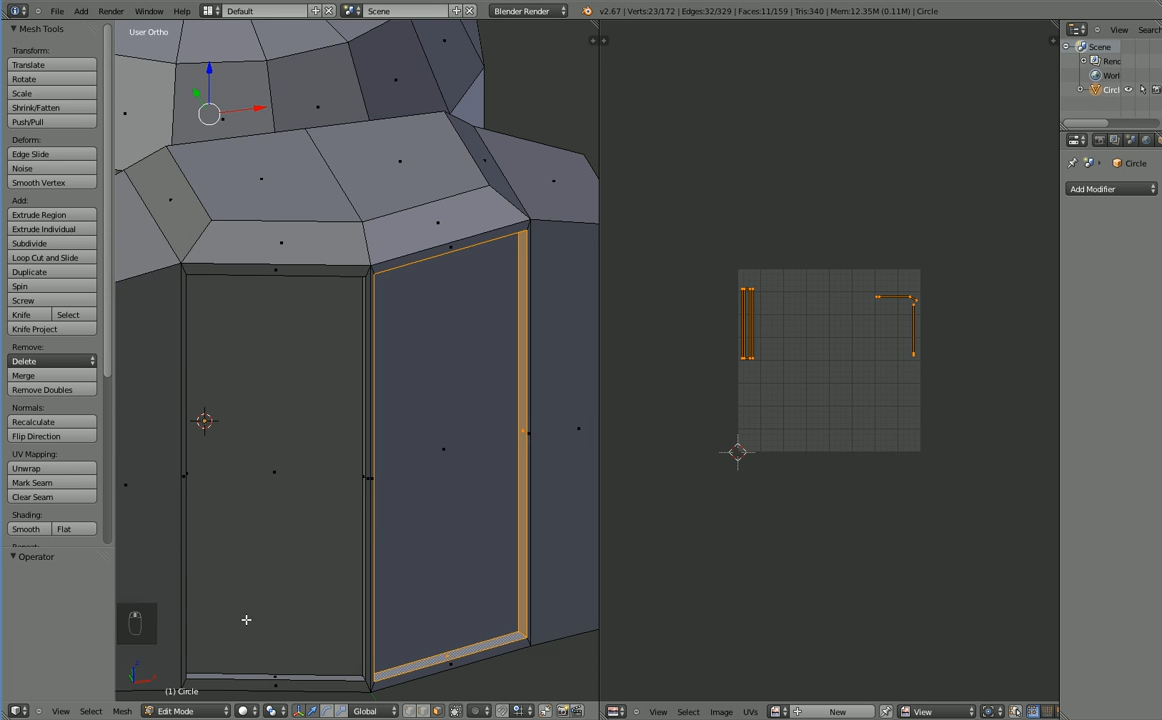 File Add Render Window Help Default Scene Blender Render v2.67 | Verts:23/172 | Edges:32/329 | Faces:11/159 | Tris:340 | Mem:12.35M (0.11M) | Circle
Mesh Tools
Transform:
Translate
Rotate
Scale
Shrink/Fatten
Push/Pull
Deform:
Edge Slide
Noise
Smooth Vertex
Add:
Extrude Region
Extrude Individual
Subdivide
Loop Cut and Slide
Duplicate
Spin
Screw
Knife Select
Knife Project
Remove:
Delete
Merge
Remove Doubles
Normals:
Recalculate
Flip Direction
UV Mapping:
Unwrap
Mark Seam
Clear Seam
Shading:
Smooth Flat
Operator
User Ortho
(1) Circle
View Select Mesh Edit Mode Global
View Select Image UVs New View
View Search
Scene
Rend
Worl
Circl
Circle
Add Modifier